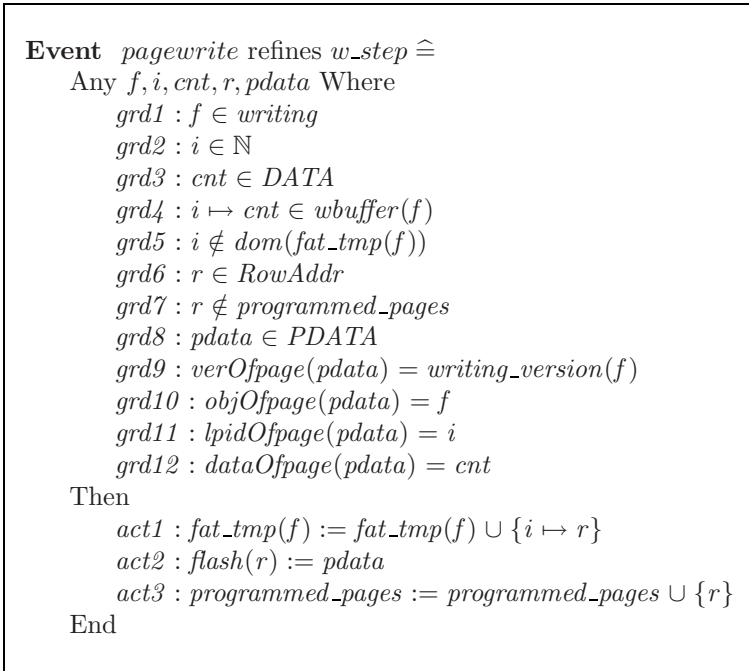 Event pagewrite refines w_step ≙
Any f, i, cnt, r, pdata Where
grd1 : f ∈ writing
grd2 : i ∈ ℕ
grd3 : cnt ∈ DATA
grd4 : i ↦ cnt ∈ wbuffer(f)
grd5 : i ∉ dom(fat_tmp(f))
grd6 : r ∈ RowAddr
grd7 : r ∉ programmed_pages
grd8 : pdata ∈ PDATA
grd9 : verOfpage(pdata) = writing_version(f)
grd10 : objOfpage(pdata) = f
grd11 : lpidOfpage(pdata) = i
grd12 : dataOfpage(pdata) = cnt
Then
act1 : fat_tmp(f) := fat_tmp(f) ∪ {i ↦ r}
act2 : flash(r) := pdata
act3 : programmed_pages := programmed_pages ∪ {r}
End